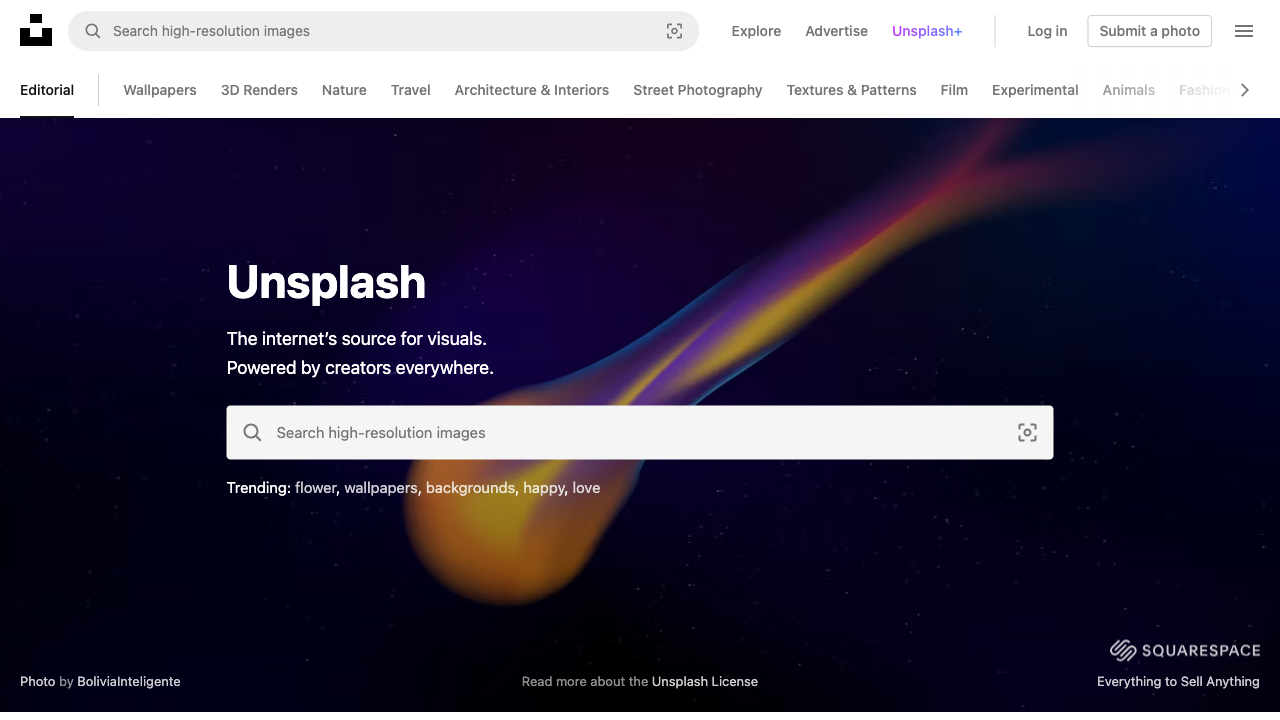 Search high-resolution images
Explore
Advertise
Unsplash+
Log in
Submit a photo
Editorial
Wallpapers
3D Renders
Nature
Travel
Architecture & Interiors
Street Photography
Textures & Patterns
Film
Experimental
Animals
Fashion
Unsplash
The internet’s source for visuals.
Powered by creators everywhere.
Search high-resolution images
Trending: flower, wallpapers, backgrounds, happy, love
SQUARESPACE
Photo by BoliviaInteligente
Read more about the Unsplash License
Everything to Sell Anything